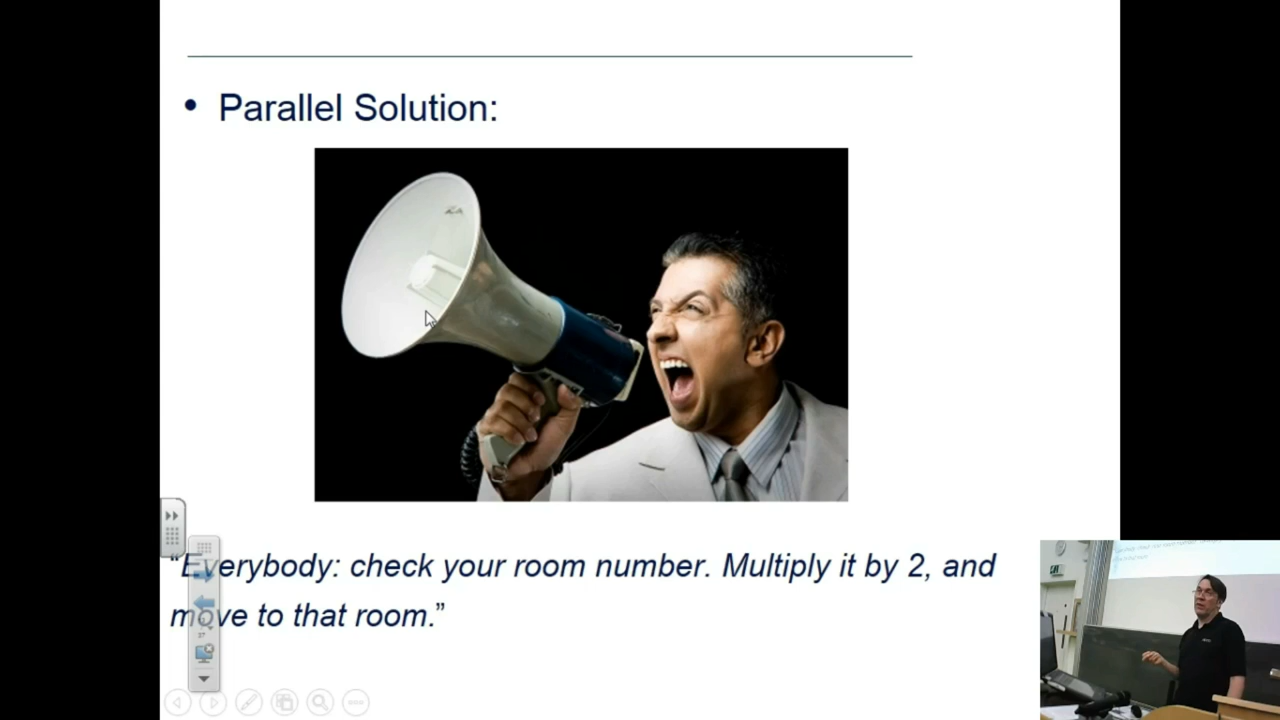 • Parallel Solution:
“Everybody: check your room number. Multiply it by 2, and
move to that room.”